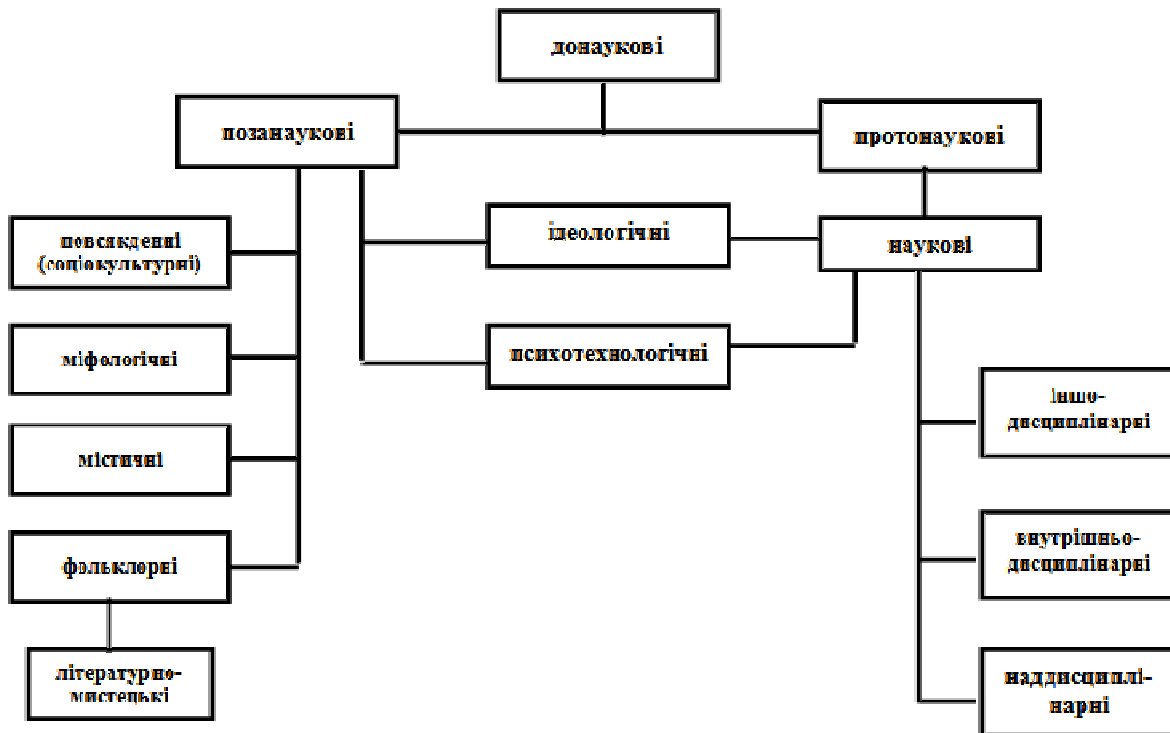 донаукові
позанаукові
протонаукові
повсякденні
(соціокультурні)
ідеологічні
наукові
міфологічні
психотехнологічні
іншо-
дисциплінарні
містичні
фольклорні
внутрішньо-
дисциплінарні
літературно-
мистецькі
наддисциплі-
нарні